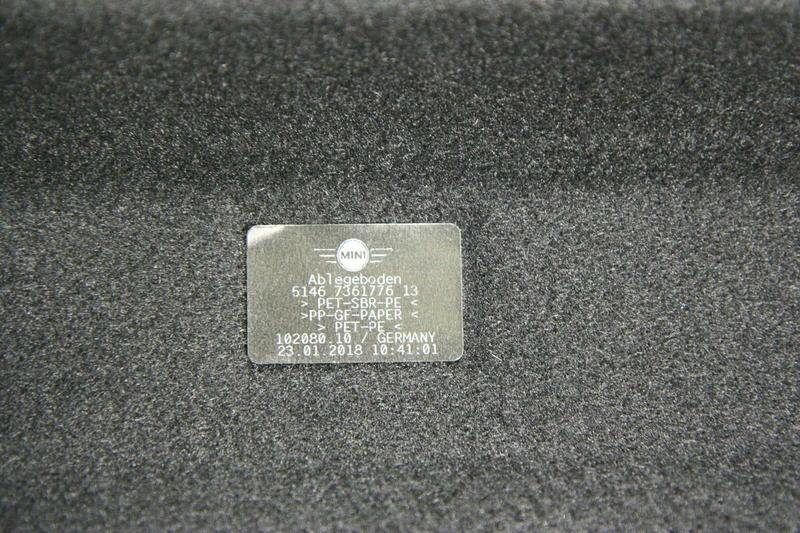 MINI
Ablegeboden
5146 7361776 13
> PET-SBR-PE <
>PP-GF-PAPER <
> PET-PE <
102080.10 / GERMANY
23.01.2018 10:41:01